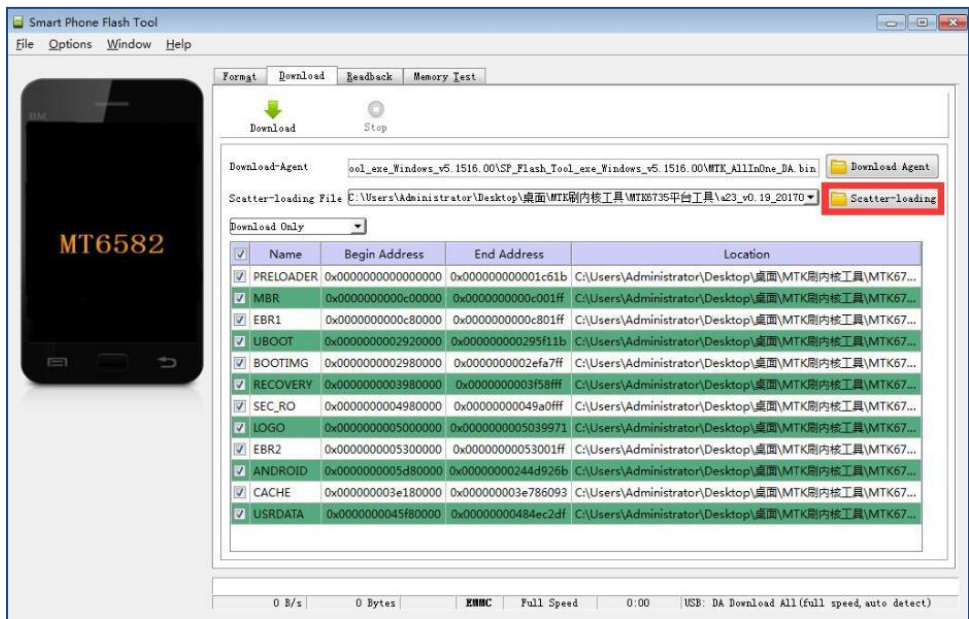 Smart Phone Flash Tool
File Options Window Help
Format Download Readback Memory Test
BM
Download Stop
Download-Agent ool_exe_Windows_v5.1516.00\SP_Flash_Tool_exe_Windows_v5.1516.00\MTK_AllInOne_DA.bin Download Agent
Scatter-loading File C:\Users\Administrator\Desktop\桌面\MTK刷内核工具\MTK6735平台工具\a23_v0.19_20170 Scatter-loading
Download Only
MT6582
Name Begin Address End Address Location
PRELOADER 0x0000000000000000 0x000000000001c61b C:\Users\Administrator\Desktop\桌面\MTK刷内核工具\MTK67...
MBR 0x0000000000c00000 0x0000000000c001ff C:\Users\Administrator\Desktop\桌面\MTK刷内核工具\MTK67...
EBR1 0x0000000000c80000 0x0000000000c801ff C:\Users\Administrator\Desktop\桌面\MTK刷内核工具\MTK67...
UBOOT 0x0000000002920000 0x000000000295f11b C:\Users\Administrator\Desktop\桌面\MTK刷内核工具\MTK67...
BOOTIMG 0x0000000002980000 0x0000000002efa7ff C:\Users\Administrator\Desktop\桌面\MTK刷内核工具\MTK67...
RECOVERY 0x0000000003980000 0x0000000003f58fff C:\Users\Administrator\Desktop\桌面\MTK刷内核工具\MTK67...
SEC_RO 0x0000000004980000 0x00000000049a0fff C:\Users\Administrator\Desktop\桌面\MTK刷内核工具\MTK67...
LOGO 0x0000000005000000 0x0000000005039971 C:\Users\Administrator\Desktop\桌面\MTK刷内核工具\MTK67...
EBR2 0x0000000005300000 0x00000000053001ff C:\Users\Administrator\Desktop\桌面\MTK刷内核工具\MTK67...
ANDROID 0x0000000005d80000 0x00000000244d926b C:\Users\Administrator\Desktop\桌面\MTK刷内核工具\MTK67...
CACHE 0x000000003e180000 0x000000003e786093 C:\Users\Administrator\Desktop\桌面\MTK刷内核工具\MTK67...
USRDATA 0x0000000045f80000 0x00000000484ec2df C:\Users\Administrator\Desktop\桌面\MTK刷内核工具\MTK67...
0 B/s 0 Bytes EMMC Full Speed 0:00 USB: DA Download All(full speed,auto detect)